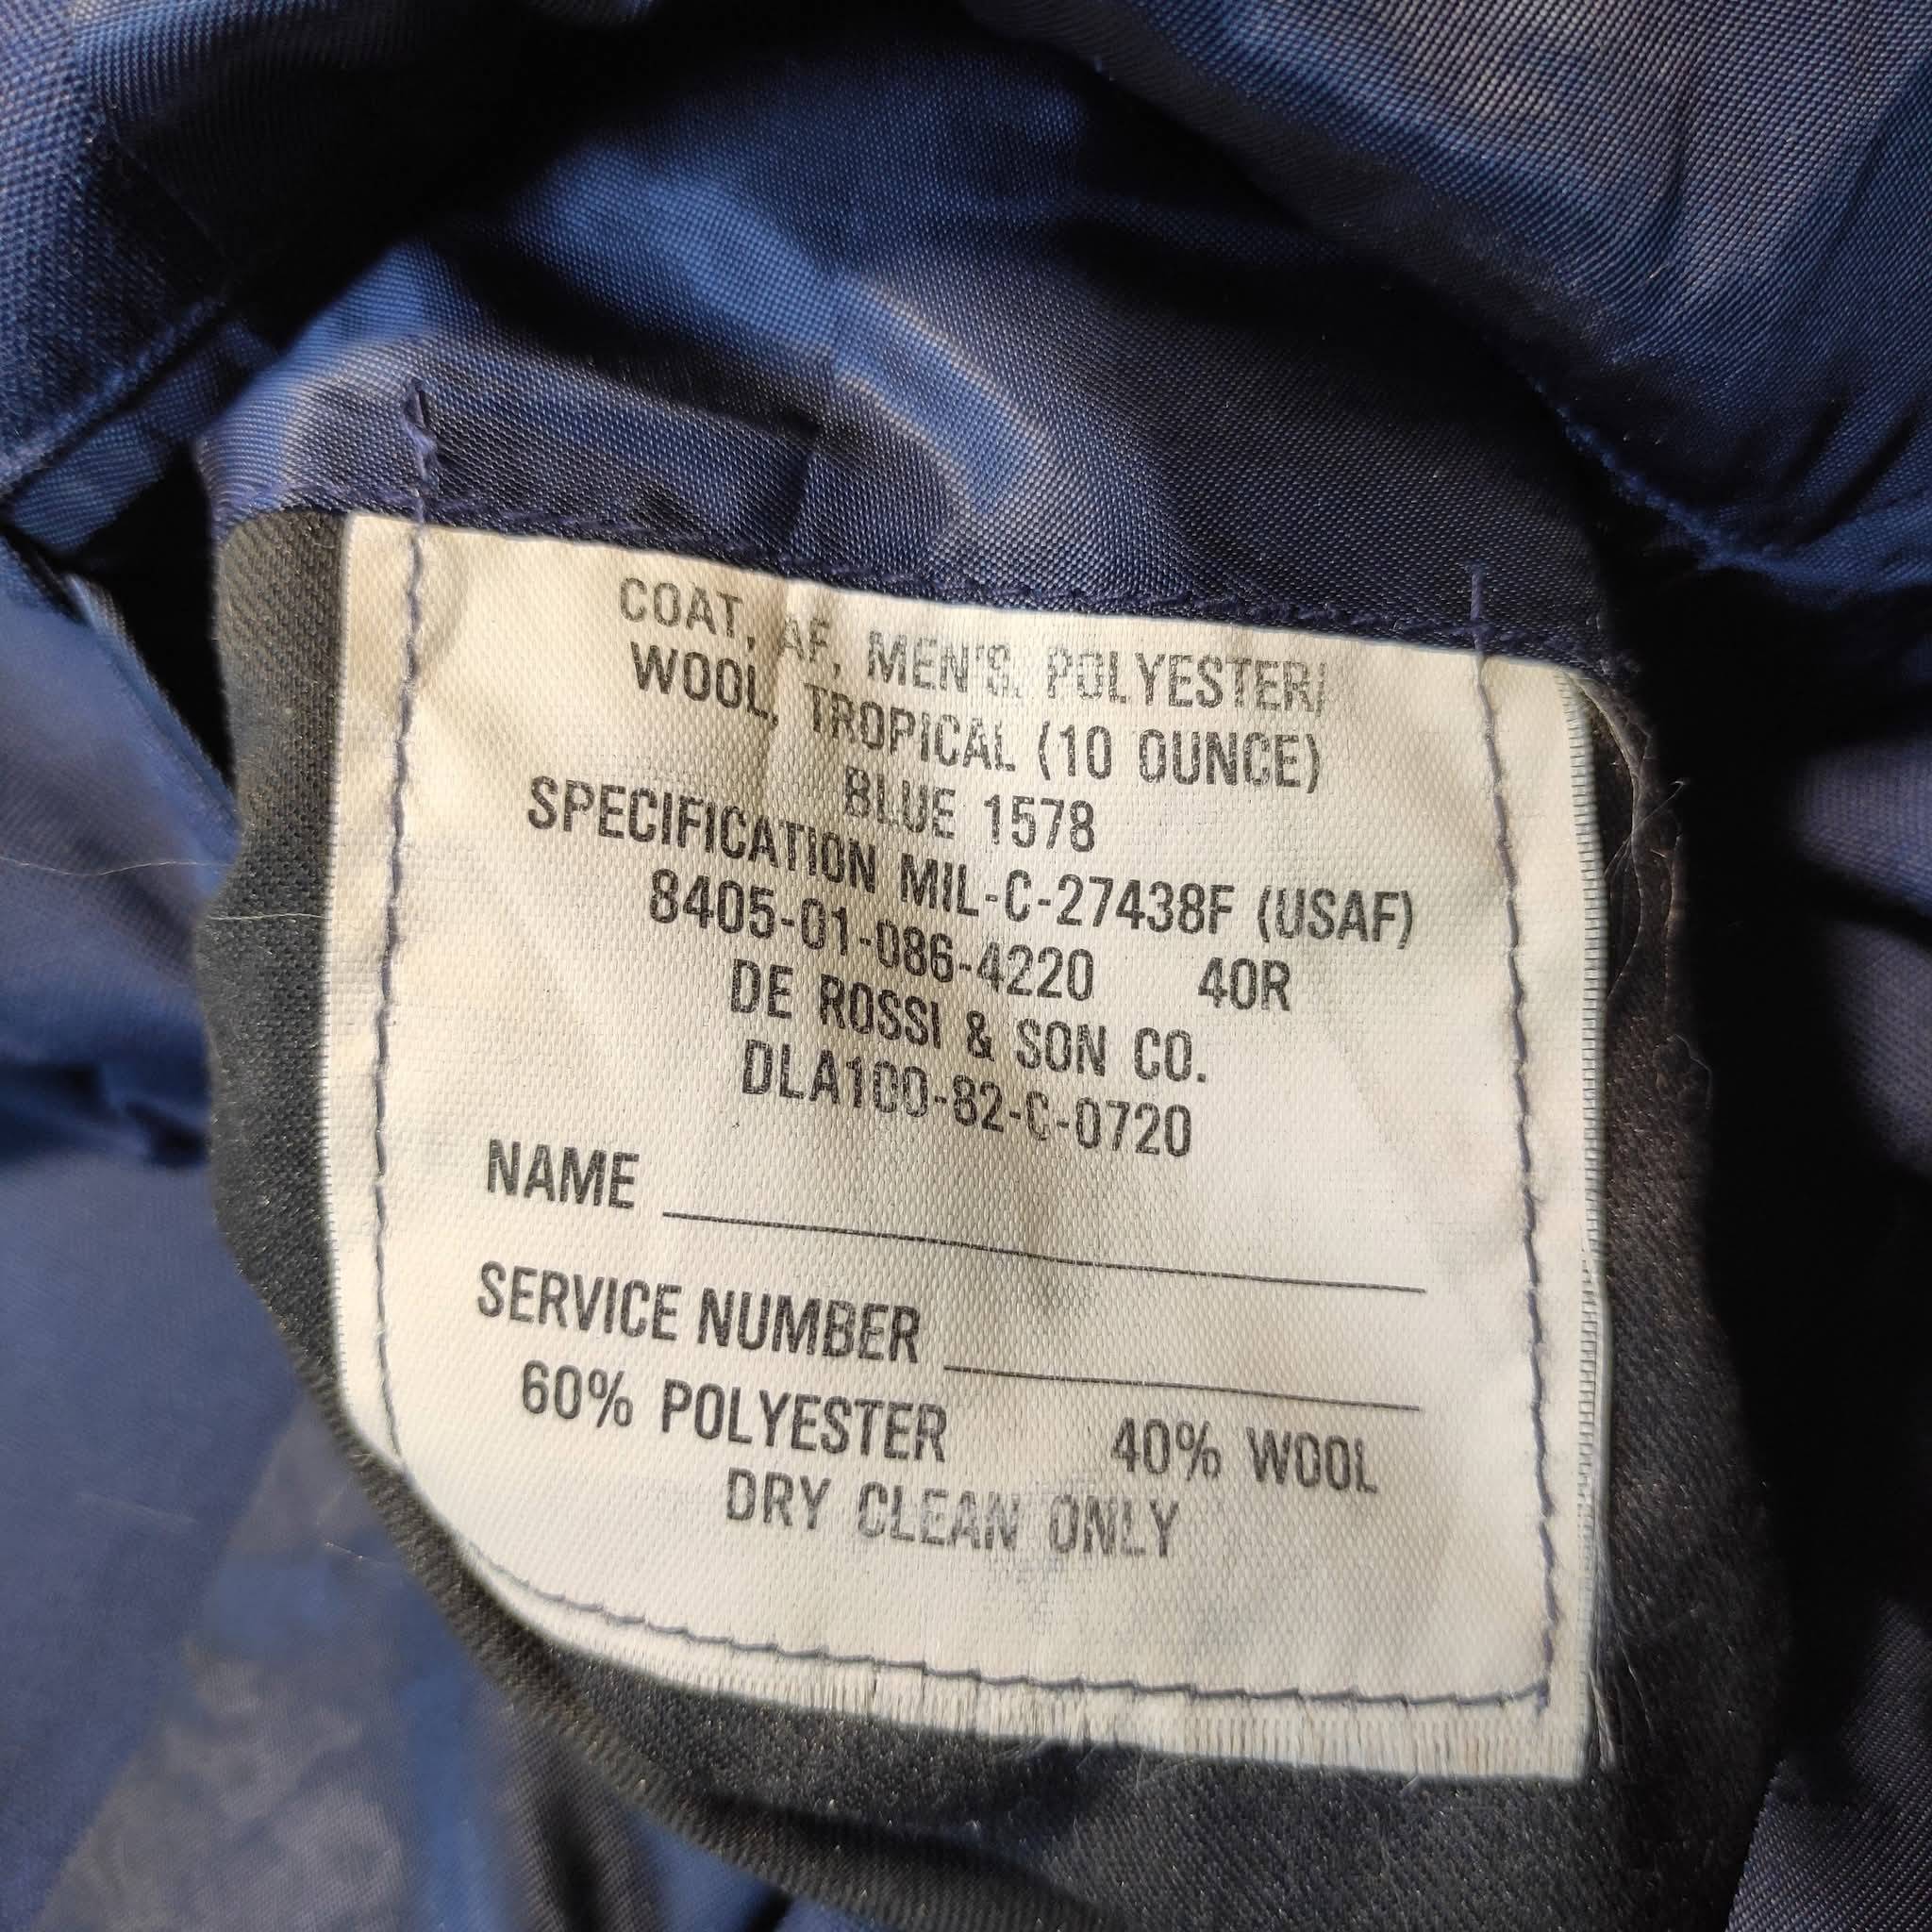 COAT, AF, MEN'S, POLYESTER/
WOOL, TROPICAL (10 OUNCE)
BLUE 1578
SPECIFICATION MIL-C-27438F (USAF)
8405-01-086-4220 40R
DE ROSSI & SON CO.
DLA100-82-C-0720
NAME
SERVICE NUMBER
60% POLYESTER 40% WOOL
DRY CLEAN ONLY